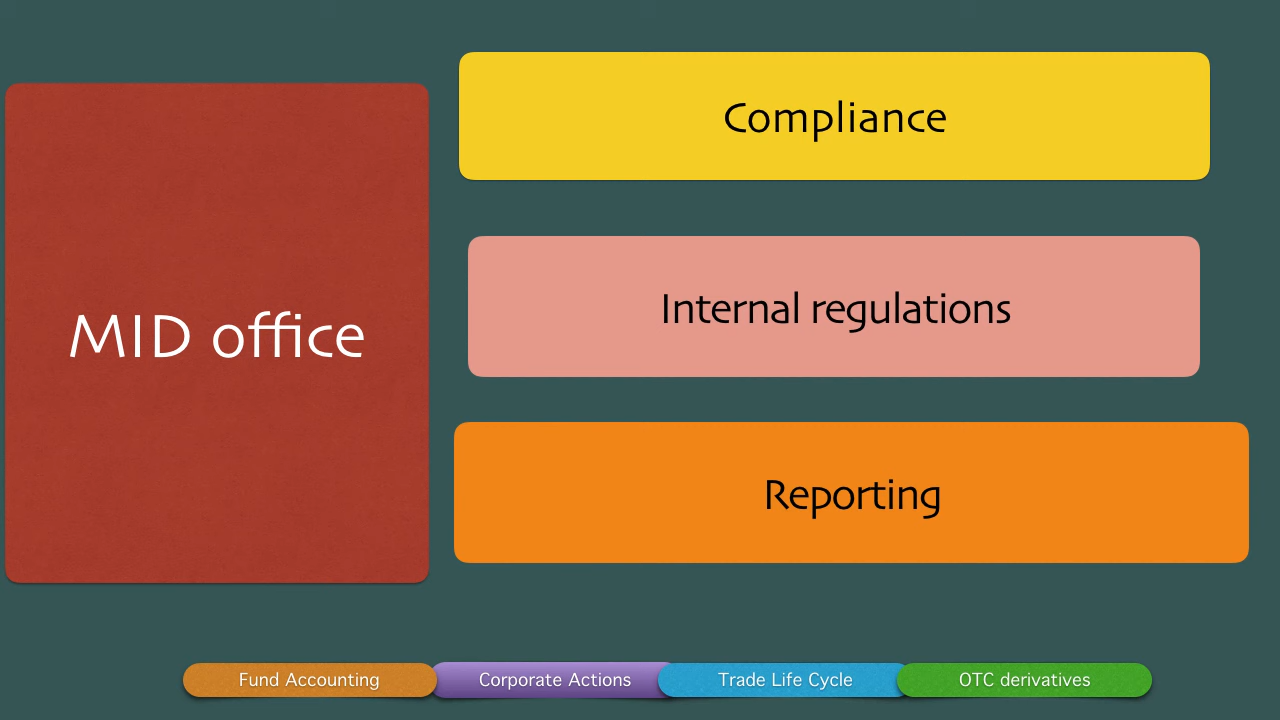 MID office
Compliance
Internal regulations
Reporting
Fund Accounting
Corporate Actions
Trade Life Cycle
OTC derivatives